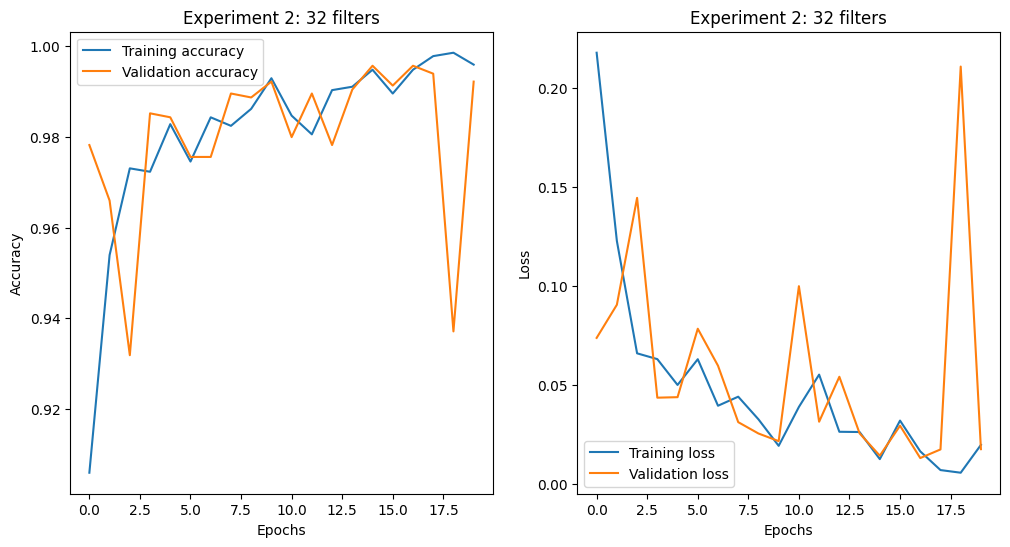 Experiment 2: 32 filters
1.00
0.98
0.96
0.94
0.92
Accuracy
Training accuracy
Validation accuracy
0.0 2.5 5.0 7.5 10.0 12.5 15.0 17.5
Epochs
Experiment 2: 32 filters
0.20
0.15
0.10
0.05
0.00
Loss
Training loss
Validation loss
0.0 2.5 5.0 7.5 10.0 12.5 15.0 17.5
Epochs